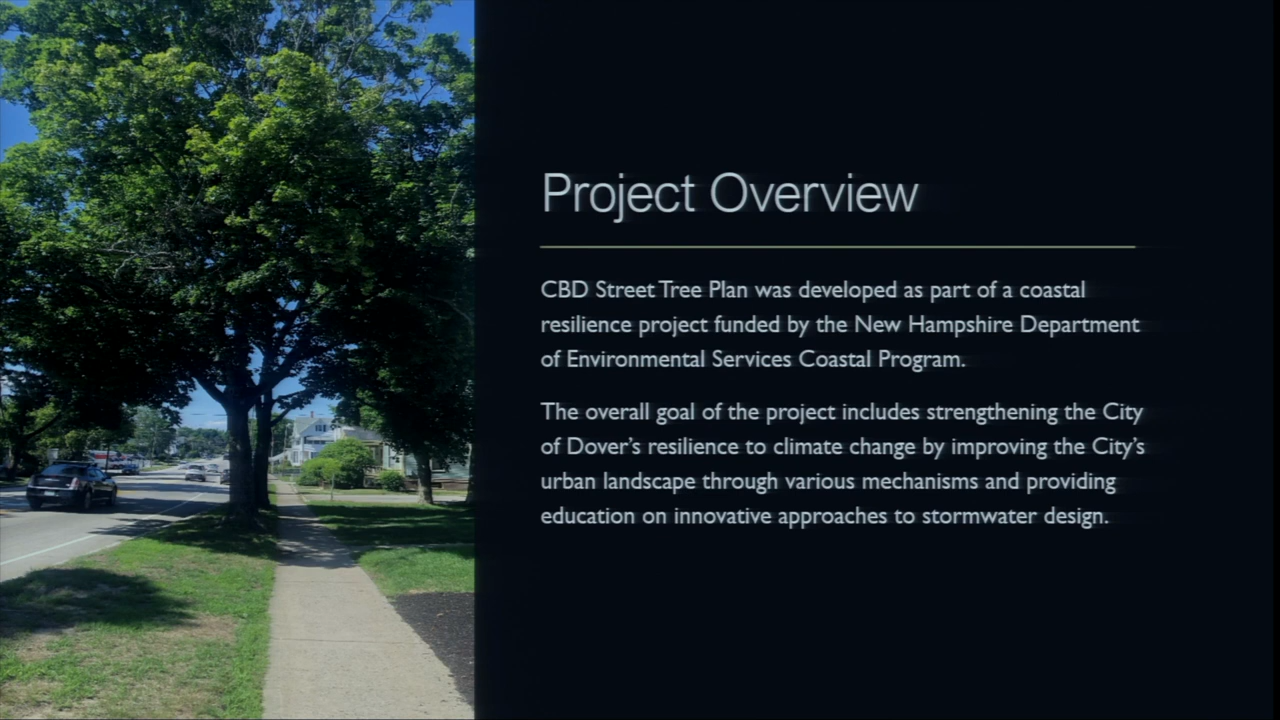 Project Overview
CBD Street Tree Plan was developed as part of a coastal
resilience project funded by the New Hampshire Department
of Environmental Services Coastal Program.
The overall goal of the project includes strengthening the City
of Dover’s resilience to climate change by improving the City’s
urban landscape through various mechanisms and providing
education on innovative approaches to stormwater design.